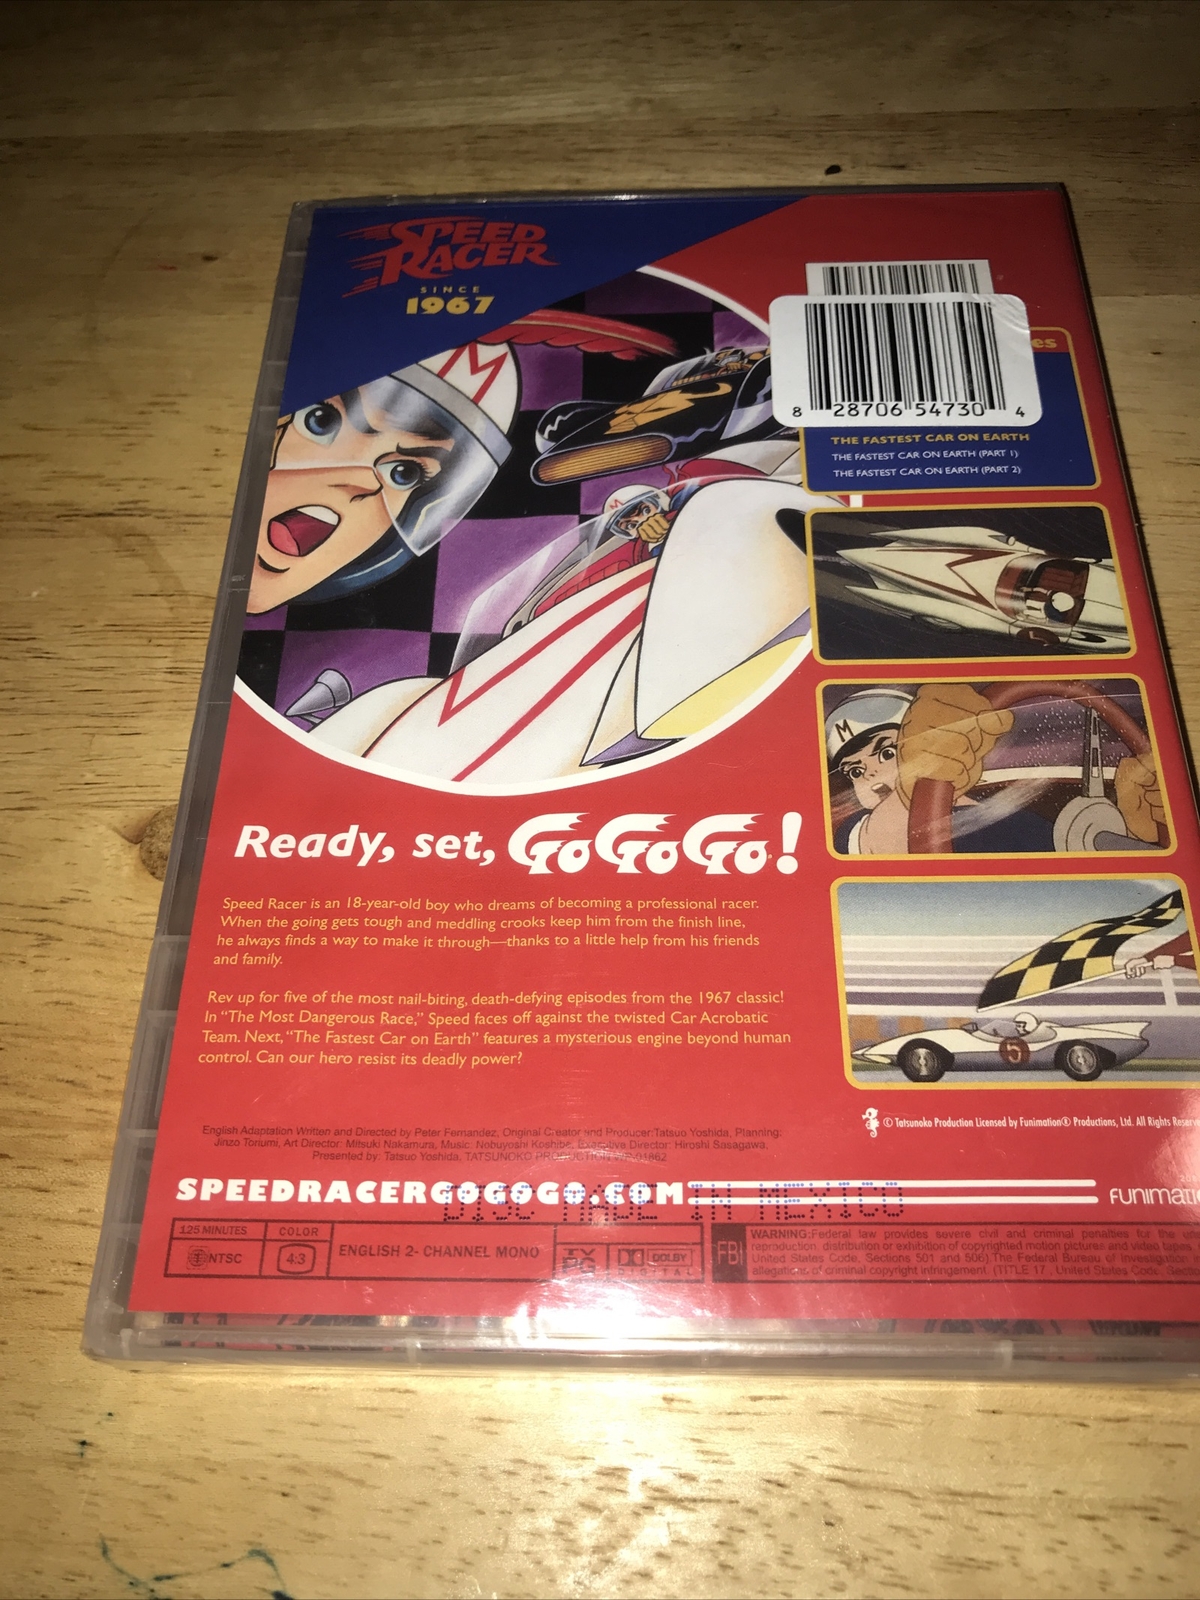 SPEED
RACER
SINCE
1967
M
es
8 28706 54730 4
THE FASTEST CAR ON EARTH
THE FASTEST CAR ON EARTH (PART 1)
THE FASTEST CAR ON EARTH (PART 2)
M
M
5
Ready, set, GoGoGo!
Speed Racer is an 18-year-old boy who dreams of becoming a professional racer.
When the going gets tough and meddling crooks keep him from the finish line,
he always finds a way to make it through—thanks to a little help from his friends
and family.
Rev up for five of the most nail-biting, death-defying episodes from the 1967 classic!
In “The Most Dangerous Race,” Speed faces off against the twisted Car Acrobatic
Team. Next, “The Fastest Car on Earth” features a mysterious engine beyond human
control. Can our hero resist its deadly power?
© Tatsunoko Production Licensed by Funimation® Productions, Ltd. All Rights Reserve
English Adaptation Written and Directed by Peter Fernandez, Original Creator and Producer: Tatsuo Yoshida, Planning:
Jinzo Toriumi, Art Director: Mitsuki Nakamura, Music: Nobuyoshi Koshibe, Executive Director: Hiroshi Sasagawa,
Presented by: Tatsuo Yoshida, TATSUNOKO PRODUCTION
SPEEDRACERGOGOGO.COM
DISC MADE IN MEXICO
FUNIMATI
125 MINUTES
COLOR
NTSC
4:3
ENGLISH 2- CHANNEL MONO
TV
PG
DOLBY
DIGITAL
FBI
WARNING:Federal law provides severe civil and criminal penalties for the
reproduction, distribution or exhibition of copyrighted motion pictures and video tapes
United States Code, Sections 501 and 506).The Federal Bureau of Investigation
allegations of criminal copyright infringement. (TITLE 17, United States Code, Sectio